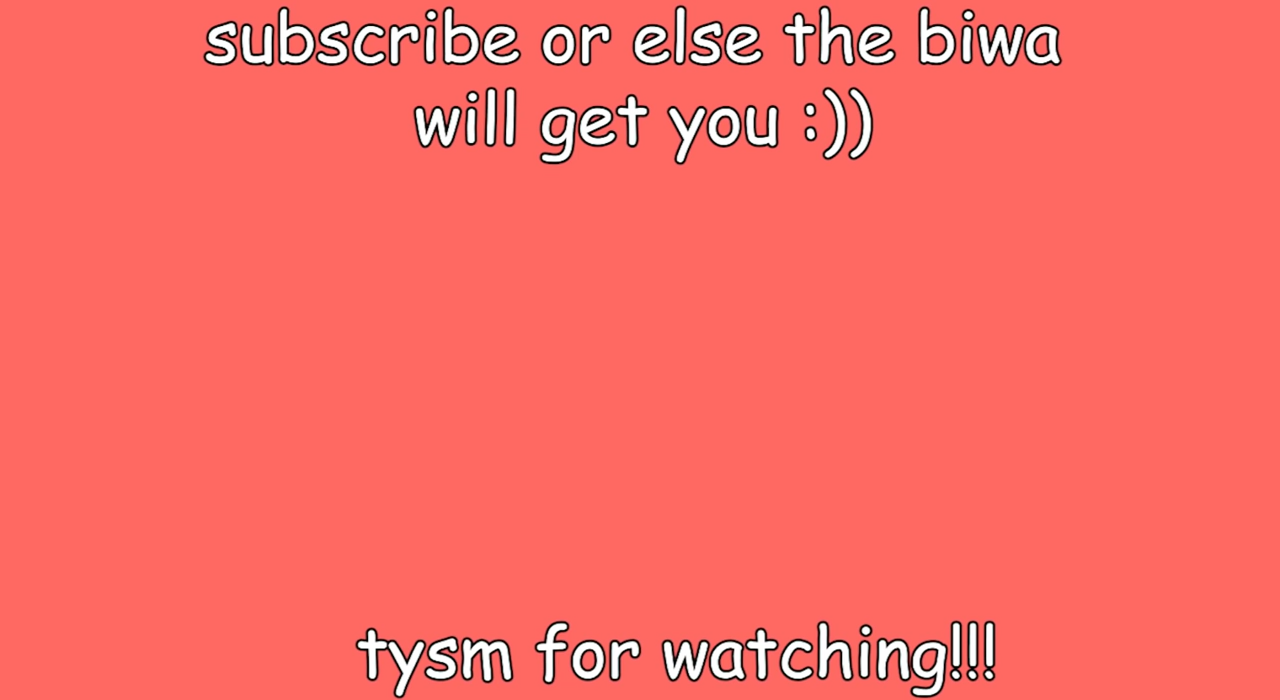 subscribe or else the biwa
will get you :))
tysm for watching!!!